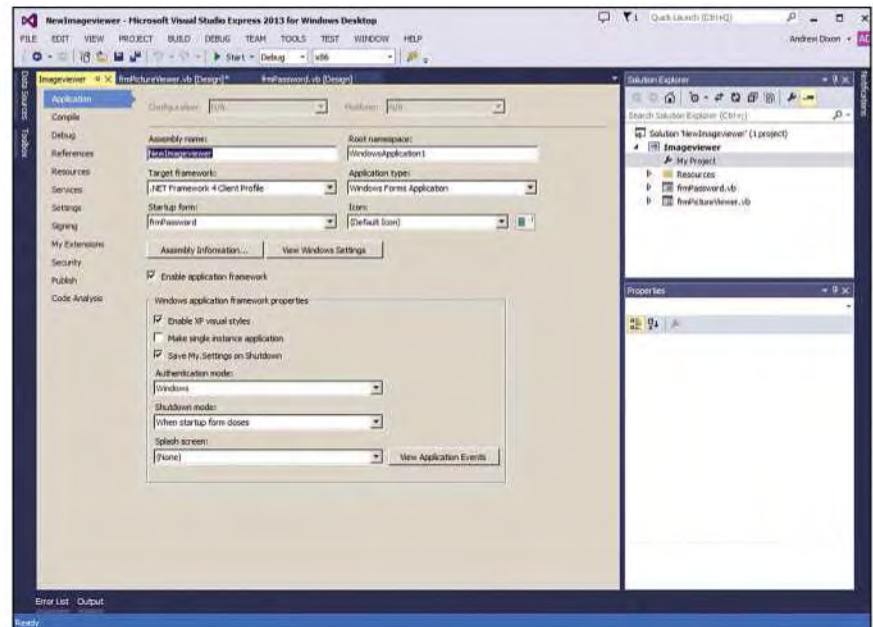 NewImageviewer - Microsoft Visual Studio Express 2013 for Windows Desktop
1
Quick Launch (Ctrl+Q)
FILE EDIT VIEW PROJECT BUILD DEBUG TEAM TOOLS TEST WINDOW HELP
Andrew Dixon
AD
Start
Debug
x86
Data Sources
Toolbox
Notifications
Imageviewer
frmPictureViewer.vb [Design]*
frmPassword.vb [Design]
Application
Compile
Debug
References
Resources
Services
Settings
Signing
My Extensions
Security
Publish
Code Analysis
Configuration: N/A
Platform: N/A
Assembly name:
Root namespace:
NewImageviewer
WindowsApplication1
Target framework:
Application type:
.NET Framework 4 Client Profile
Windows Forms Application
Startup form:
Icon:
frmPassword
(Default Icon)
Assembly Information...
View Windows Settings
Enable application framework
Windows application framework properties
Enable XP visual styles
Make single instance application
Save My.Settings on Shutdown
Authentication mode:
Windows
Shutdown mode:
When startup form closes
Splash screen:
(None)
View Application Events
Solution Explorer
Search Solution Explorer (Ctrl+;)
Solution 'NewImageviewer' (1 project)
Imageviewer
My Project
Resources
frmPassword.vb
frmPictureViewer.vb
Properties
Error List Output
Ready